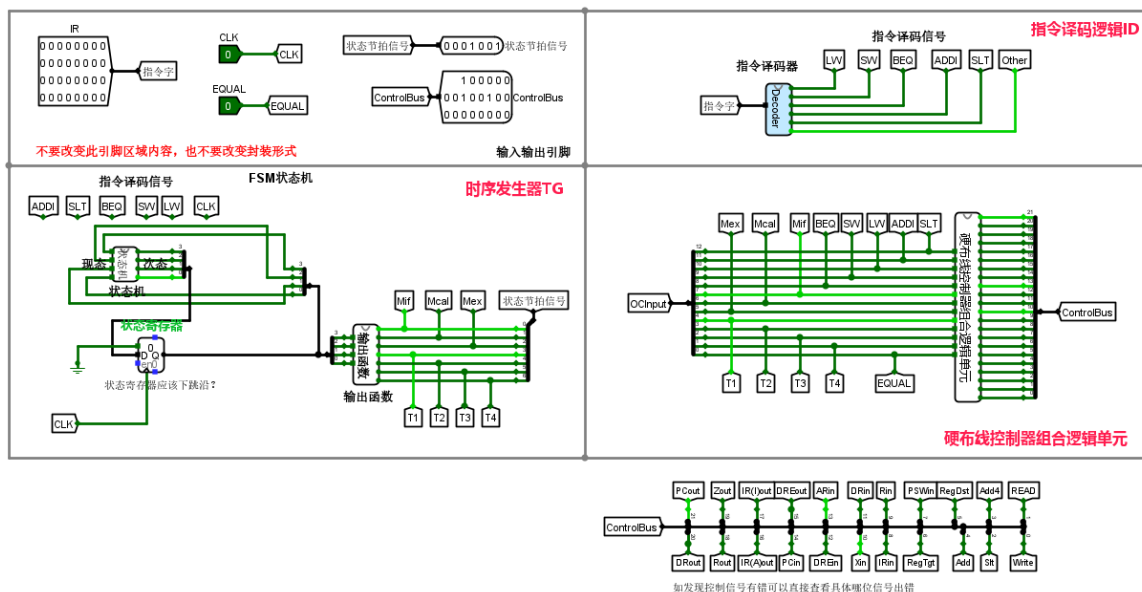 IR
00000000
00000000
00000000
00000000
指令字
CLK
0
CLK
EQUAL
0
EQUAL
状态节拍信号
0001001
状态节拍信号
ControlBus
100000
00100100
00000000
ControlBus
不要改变此引脚区域内容，也不要改变封装形式
输入输出引脚
指令译码逻辑ID
指令译码信号
指令译码器
LW
SW
BEQ
ADDI
SLT
Other
指令字
Decoder
FSM状态机
时序发生器TG
指令译码信号
ADDI
SLT
BEQ
SW
LW
CLK
现态
状态机
次态
状态机
状态寄存器
0
D Q
en0
状态寄存器应该下跳沿?
CLK
Mif
Mcal
Mex
状态节拍信号
输出函数
输出函数
T1
T2
T3
T4
Mex
Mcal
Mif
BEQ
SW
LW
ADDI
SLT
OCInput
硬布线控制器组合逻辑单元
ControlBus
T1
T2
T3
T4
EQUAL
硬布线控制器组合逻辑单元
PCout
Zout
IR(I)out
DREout
ARin
DRin
Rin
PSWin
RegDst
Add4
READ
ControlBus
DRout
Rout
IR(A)out
PCin
DREin
Xin
IRin
RegTgt
Add
Slt
Write
如发现控制信号有错可以直接查看具体哪位信号出错